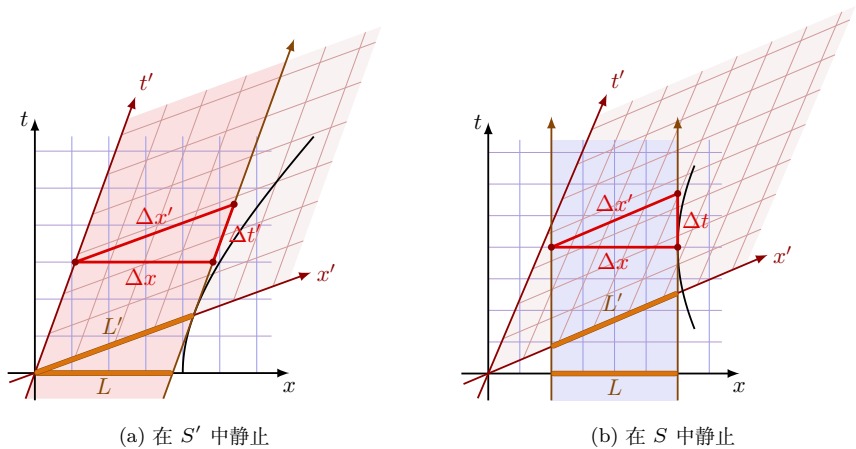 t
t′
Δx′
Δt′
Δx
x′
L′
L
x
(a) 在 S′ 中静止
t
t′
Δx′
Δt
Δx
x′
L′
L
x
(b) 在 S 中静止